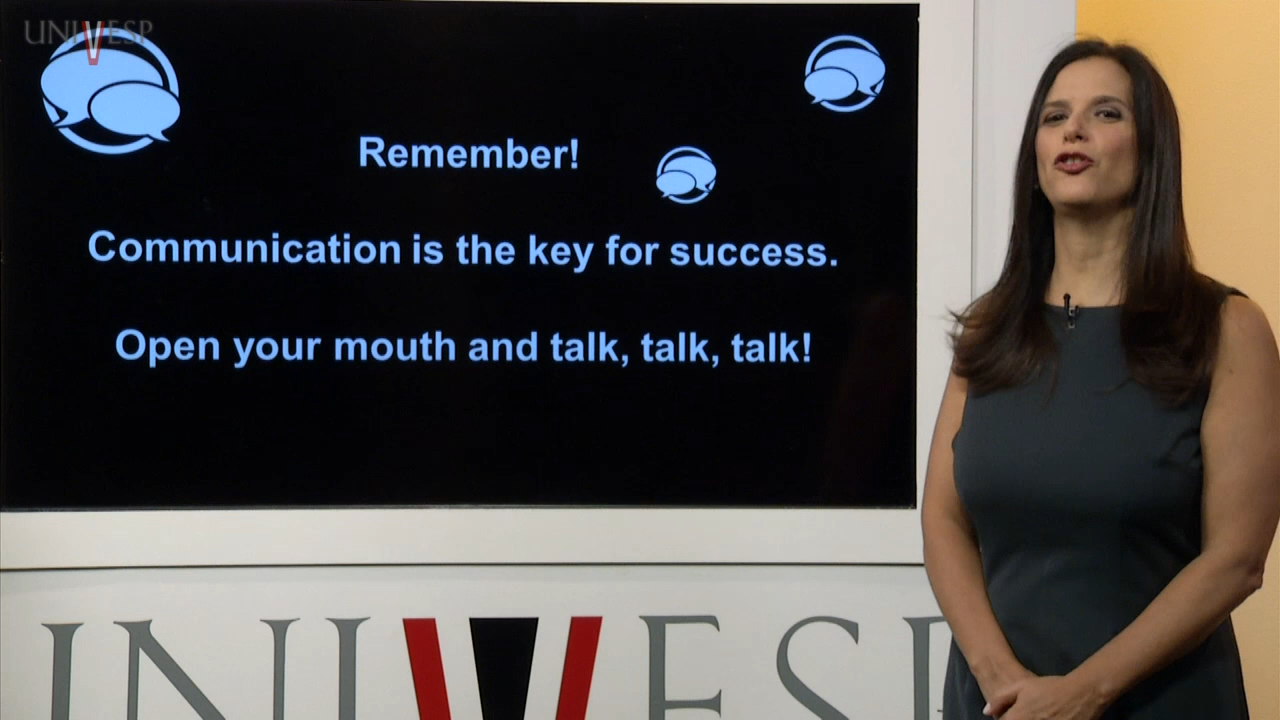 UNIVESP
Remember!
Communication is the key for success.
Open your mouth and talk, talk, talk!
UNIVESP